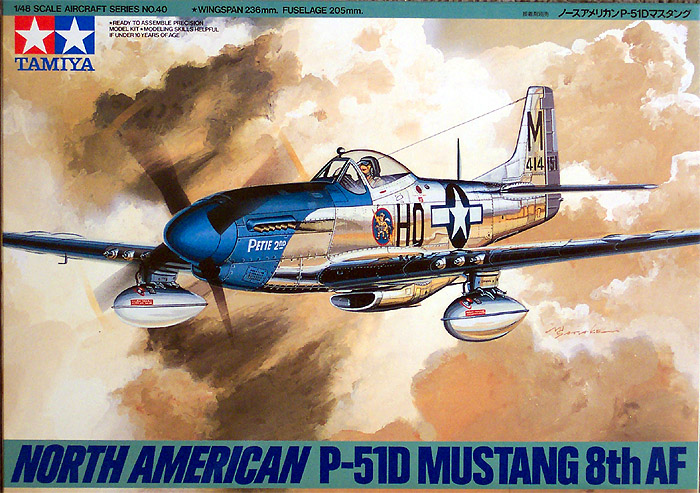 1/48 SCALE AIRCRAFT SERIES NO.40
★WINGSPAN 236mm. FUSELAGE 205mm.
ノースアメリカンP-51Dマスタング
TAMIYA
★READY TO ASSEMBLE PRECISION
MODEL KIT ★MODELING SKILLS HELPFUL
IF UNDER 10 YEARS OF AGE
M
414151
HO
PETIE 2ND
NORTH AMERICAN P-51D MUSTANG 8th AF